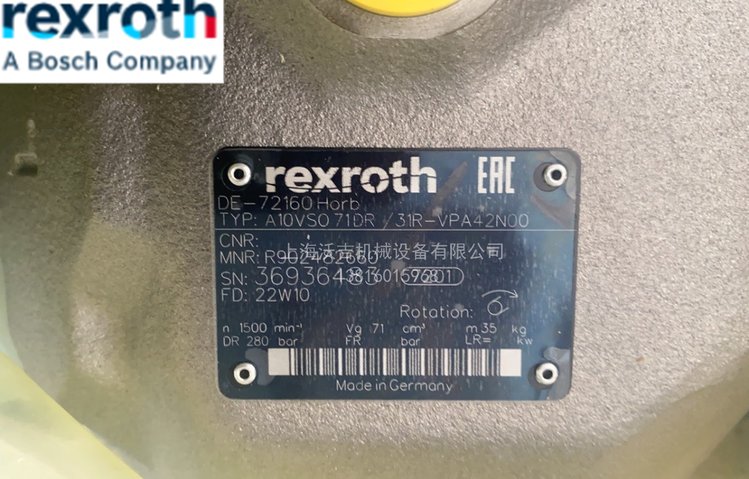 rexroth
A Bosch Company
rexroth EAC
DE-72160 Horb
TYP: A10VSO 71DR /31R-VPA42N00
CNR:
上海沃吉机械设备有限公司
MNR: R902482660
SN: 36936483
FD: 22W10
Rotation:
n 1500 min⁻¹ Vg 71 cm³ m 35 kg
DR 280 bar FR bar LR= kw
Made in Germany